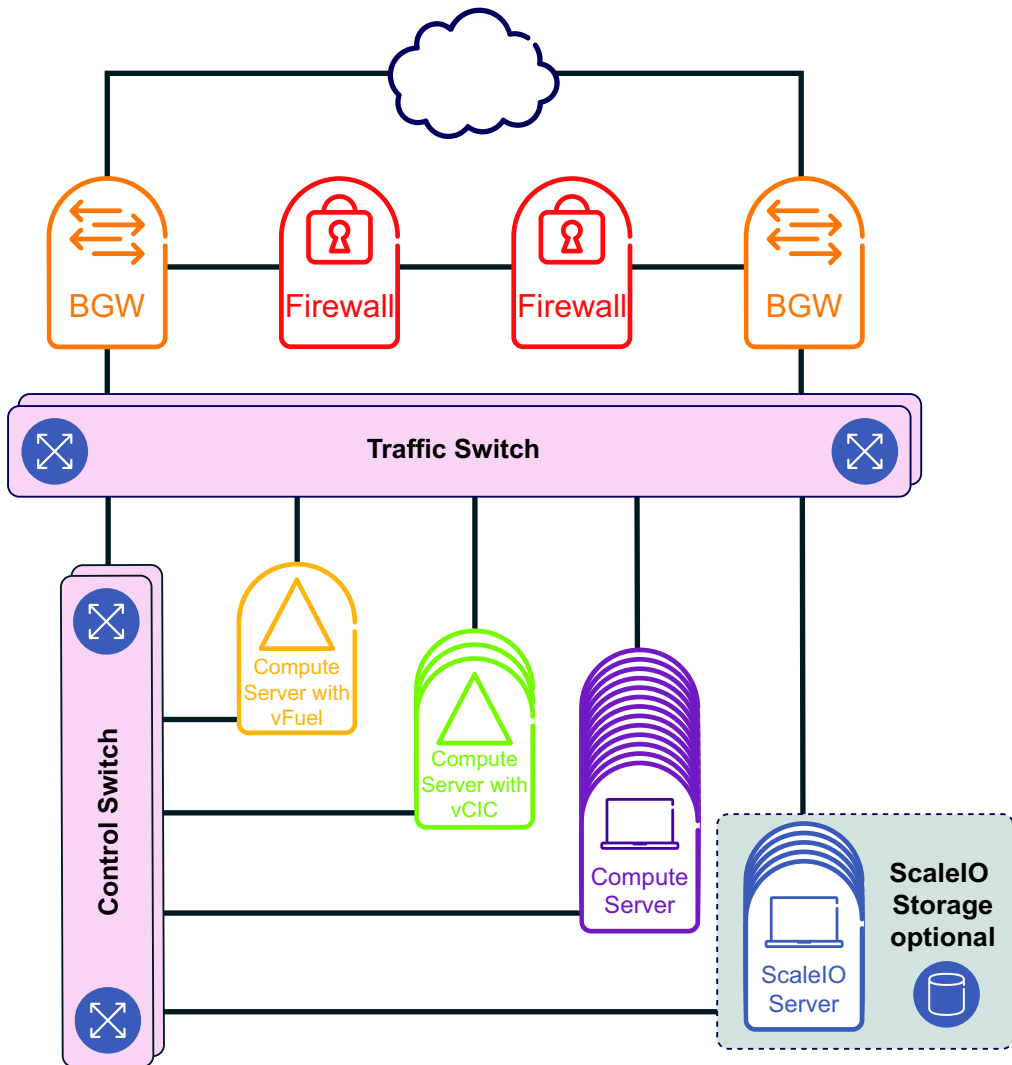 BGW
Firewall
Firewall
BGW
Traffic Switch
Control Switch
Compute
Server with
vFuel
Compute
Server with
vCIC
Compute
Server
ScaleIO
Server
ScaleIO
Storage
optional